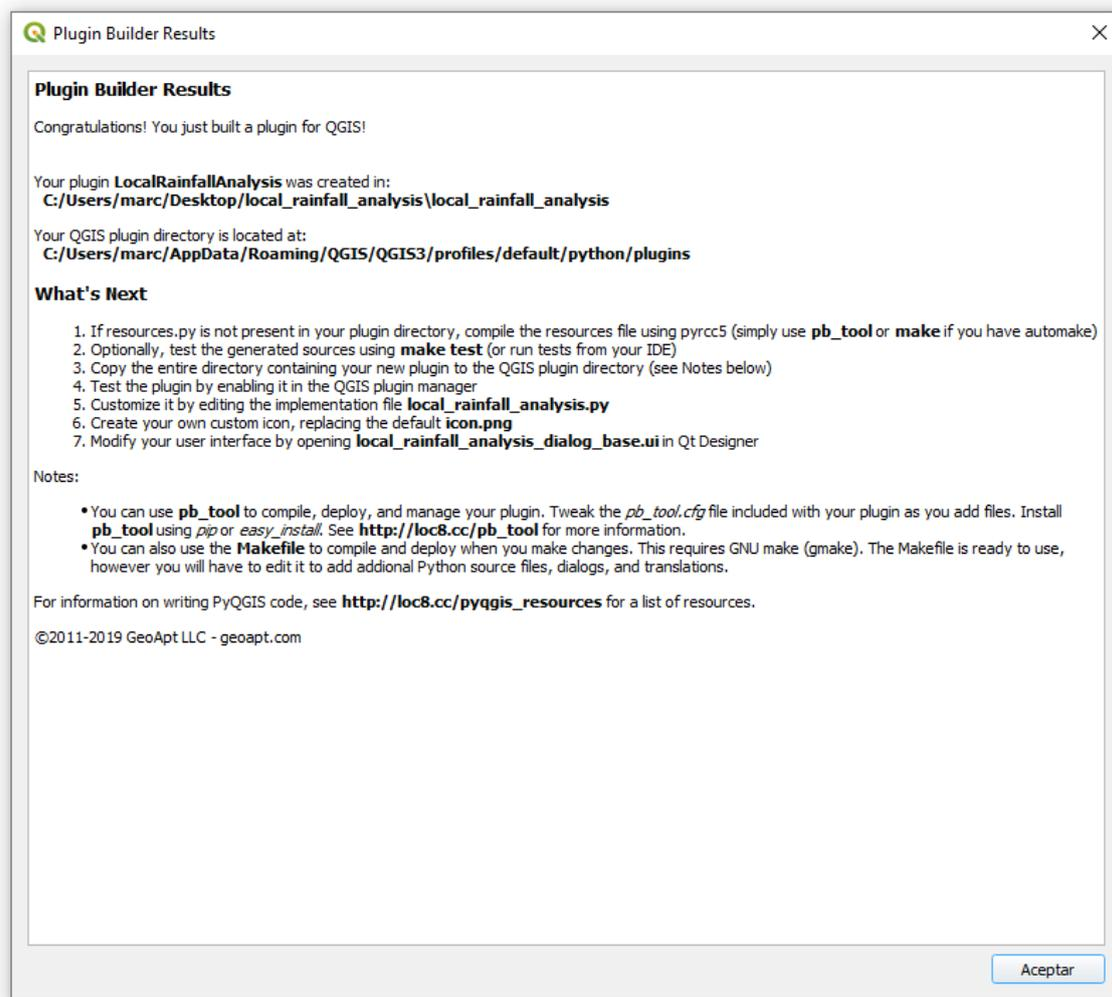 Plugin Builder Results
Plugin Builder Results
Congratulations! You just built a plugin for QGIS!
Your plugin LocalRainfallAnalysis was created in:
C:/Users/marc/Desktop/local_rainfall_analysis\local_rainfall_analysis
Your QGIS plugin directory is located at:
C:/Users/marc/AppData/Roaming/QGIS/QGIS3/profiles/default/python/plugins
What's Next
1. If resources.py is not present in your plugin directory, compile the resources file using pyrcc5 (simply use pb_tool or make if you have automake)
2. Optionally, test the generated sources using make test (or run tests from your IDE)
3. Copy the entire directory containing your new plugin to the QGIS plugin directory (see Notes below)
4. Test the plugin by enabling it in the QGIS plugin manager
5. Customize it by editing the implementation file local_rainfall_analysis.py
6. Create your own custom icon, replacing the default icon.png
7. Modify your user interface by opening local_rainfall_analysis_dialog_base.ui in Qt Designer
Notes:
• You can use pb_tool to compile, deploy, and manage your plugin. Tweak the pb_tool.cfg file included with your plugin as you add files. Install
pb_tool using pip or easy_install. See http://loc8.cc/pb_tool for more information.
• You can also use the Makefile to compile and deploy when you make changes. This requires GNU make (gmake). The Makefile is ready to use,
however you will have to edit it to add addional Python source files, dialogs, and translations.
For information on writing PyQGIS code, see http://loc8.cc/pyqgis_resources for a list of resources.
©2011-2019 GeoApt LLC - geoapt.com
Aceptar